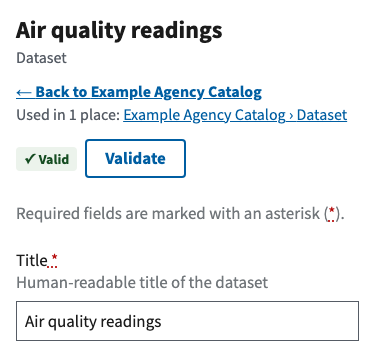 Air quality readings
Dataset
← Back to Example Agency Catalog
Used in 1 place: Example Agency Catalog › Dataset
✓ Valid
Validate
Required fields are marked with an asterisk (*).
Title *
Human-readable title of the dataset
Air quality readings